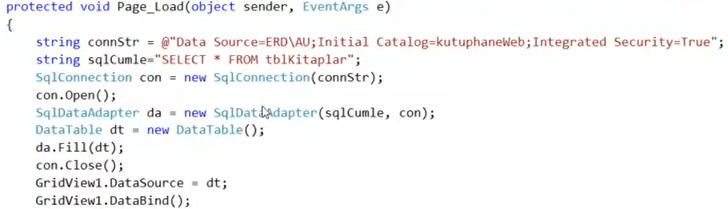 protected void Page_Load(object sender, EventArgs e)
{
string connStr = @"Data Source=ERD\AU;Initial Catalog=kutuphaneWeb;Integrated Security=True";
string sqlCumle="SELECT * FROM tblKitaplar";
SqlConnection con = new SqlConnection(connStr);
con.Open();
SqlDataAdapter da = new SqlDataAdapter(sqlCumle, con);
DataTable dt = new DataTable();
da.Fill(dt);
con.Close();
GridView1.DataSource = dt;
GridView1.DataBind();